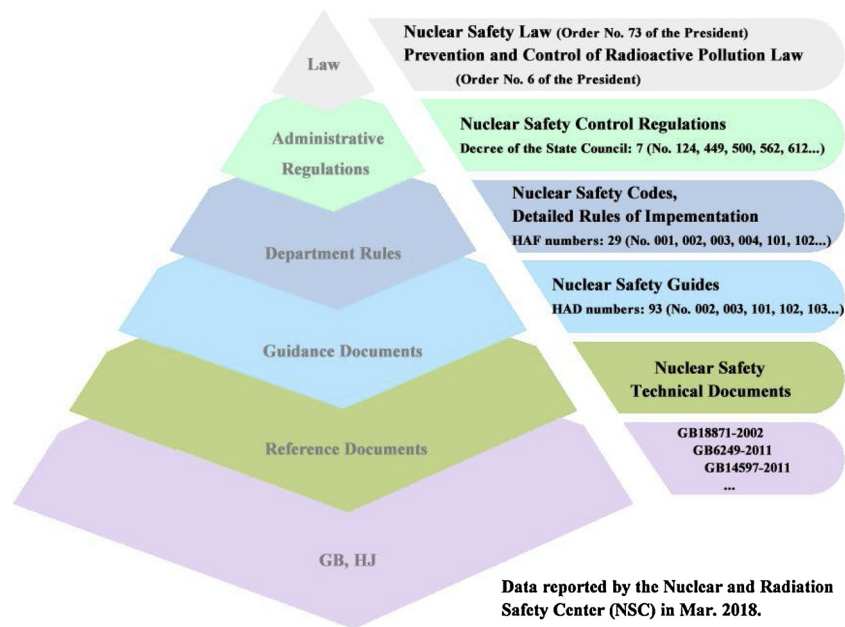 Law
Nuclear Safety Law (Order No. 73 of the President)
Prevention and Control of Radioactive Pollution Law
(Order No. 6 of the President)
Administrative
Regulations
Nuclear Safety Control Regulations
Decree of the State Council: 7 (No. 124, 449, 500, 562, 612...)
Department Rules
Nuclear Safety Codes,
Detailed Rules of Impementation
HAF numbers: 29 (No. 001, 002, 003, 004, 101, 102...)
Guidance Documents
Nuclear Safety Guides
HAD numbers: 93 (No. 002, 003, 101, 102, 103...)
Reference Documents
Nuclear Safety
Technical Documents
GB, HJ
GB18871-2002
GB6249-2011
GB14597-2011
...
Data reported by the Nuclear and Radiation
Safety Center (NSC) in Mar. 2018.